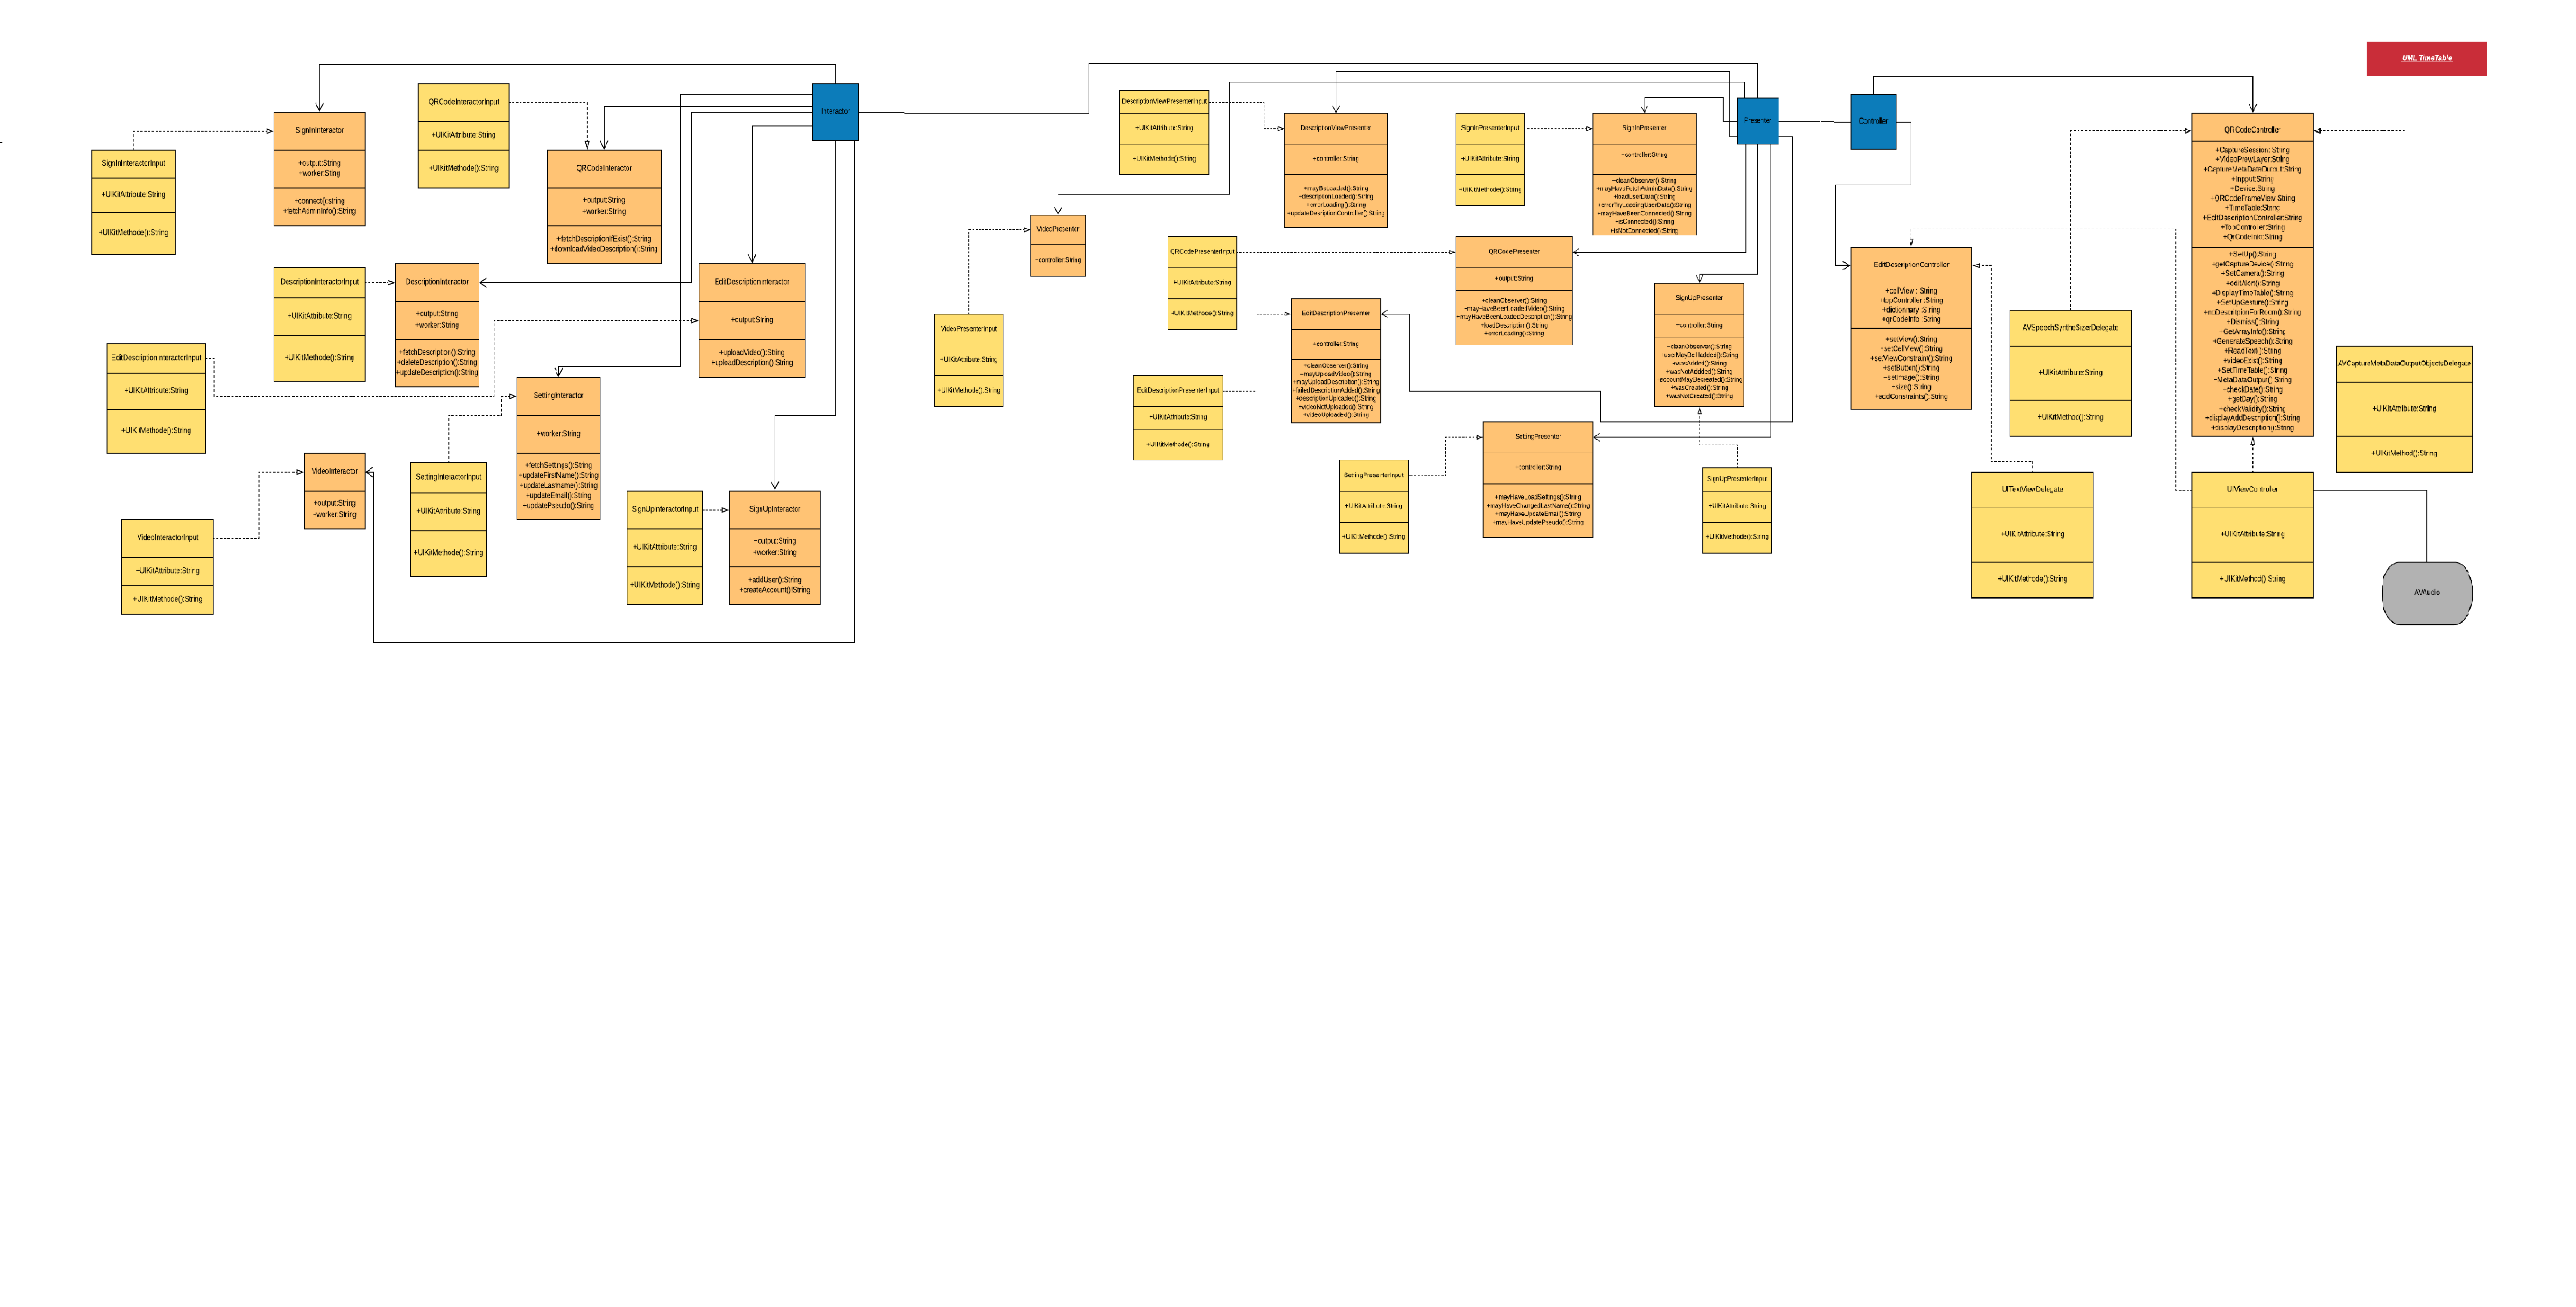 UML TimeTable
Interactor
Presenter
Controller
SignInInteractorInput
+UIKitAttribute:String
+UIKitMethode():String
SignInInteractor
+output:String
+worker:String
+connect():string
+fetchAdminInfo():String
QRCodeInteractorInput
+UIKitAttribute:String
+UIKitMethode():String
QRCodeInteractor
+output:String
+worker:String
+fetchDescriptionIfExist():String
+downloadVideoDescription():String
DescriptionInteractorInput
+UIKitAttribute:String
+UIKitMethode():String
DescriptionInteractor
+output:String
+worker:String
+fetchDescription():String
+deleteDescription():String
+updateDescription():String
EditDescriptionInteractor
+output:String
+uploadVideo():String
+uploadDescription():String
EditDescriptionInteractorInput
+UIKitAttribute:String
+UIKitMethode():String
SettingInteractor
+worker:String
+fetchSettings():String
+updateFirstName():String
+updateLastname():String
+updateEmail():String
+updatePseudo():String
VideoInteractor
+output:String
+worker:String
SettingInteractorInput
+UIKitAttribute:String
+UIKitMethode():String
VideoInteractorInput
+UIKitAttribute:String
+UIKitMethode():String
SignUpInteractorInput
+UIKitAttribute:String
+UIKitMethode():String
SignUpInteractor
+output:String
+worker:String
+addUser():String
+createAccount()!String
DescriptionViewPresenterInput
+UIKitAttribute:String
+UIKitMethode():String
DescriptionViewPresenter
+controller:String
+mayBeLoaded():String
+descriptionLoaded():String
+errorLoading():String
+updateDescriptionController():String
SignInPresenterInput
+UIKitAttribute:String
+UIKitMethode():String
SignInPresenter
+controller:String
+cleanObserver():String
+mayHaveFetchAdminData():String
+loadUserData():String
+errorTryLoadingUserData():String
+mayHaveBeenConnected():String
+isConnected():String
+isNotConnected():String
VideoPresenter
+controller:String
VideoPresenterInput
+UIKitAttribute:String
+UIKitMethode():String
QRCodePresenterInput
+UIKitAttribute:String
+UIKitMethode():String
QRCodePresenter
+output:String
+cleanObserver():String
+mayHaveBeenLoadedVideo():String
+mayHaveBeenLoadedDescription():String
+loadDescription():String
+errorLoading():String
SignUpPresenter
+controller:String
+cleanObserver():String
+wasAdded():String
+wasNotAddded():String
+wasCreated():String
+wasNotCreated():String
EditDescriptionPresenter
+controller:String
+cleanObserver():String
+mayUploadVideo():String
+mayUploadDescription():String
+failedDescriptionAdded():String
+descriptionUploaded():String
+videoNotUploaded():String
+videoUploaded():String
EditDescriptionPresenterInput
+UIKitAttribute:String
+UIKitMethode():String
SettingPresenter
+controller:String
+mayHaveLoadSettings():String
+mayHaveChangedLastName():String
+mayHaveUpdateEmail():String
+mayHaveUpdatePseudo():String
SettingPresenterInput
+UIKitAttribute:String
+UIKitMethode():String
SignUpPresenterInput
+UIKitAttribute:String
+UIKitMethode():String
EditDescriptionController
+cellView : String
+topController:String
+dictionnary :String
+qrCodeInfo :String
+setView():String
+setCellView():String
+setViewConstraint():String
+setButton():String
+setImage():String
+size():String
+addConstraints():String
QRCodeController
+CaptureSession: String
+VideoPrewLayer:String
+CaptureMetaDataOutput:String
+Inpput:String
+Device:String
+QRCodeFrameView:String
+TimeTable:String
+EditDescriptionController:String
+TopController:String
+QrCodeInfo:String
+SetUp():String
+getCaptureDevice():String
+SetCamera():String
+editAlert():String
+DisplayTimeTable():String
+SetUpGesture():String
+noDescriptionForRoom():String
+Dismiss():String
+GetArrayInfo():String
+GenerateSpeech():String
+ReadText():String
+videoExist():String
+SetTimeTable():String
+MetaDataOutput():String
+checkDate():String
+getDay():String
+checkValidity():String
+displayAddDescription():String
+displayDescription():String
AVSpeechSyntheSizerDelegate
+UIKitAttribute:String
+UIKitMethod():String
AVCaptureMetaDataOutputObjectsDelegate
+UIKitAttribute:String
+UIKitMethod():String
UITextViewDelegate
+UIKitAttribute:String
+UIKitMethode():String
UIViewController
+UIKitAttribute:String
+UIKitMethod():String
AVAudio